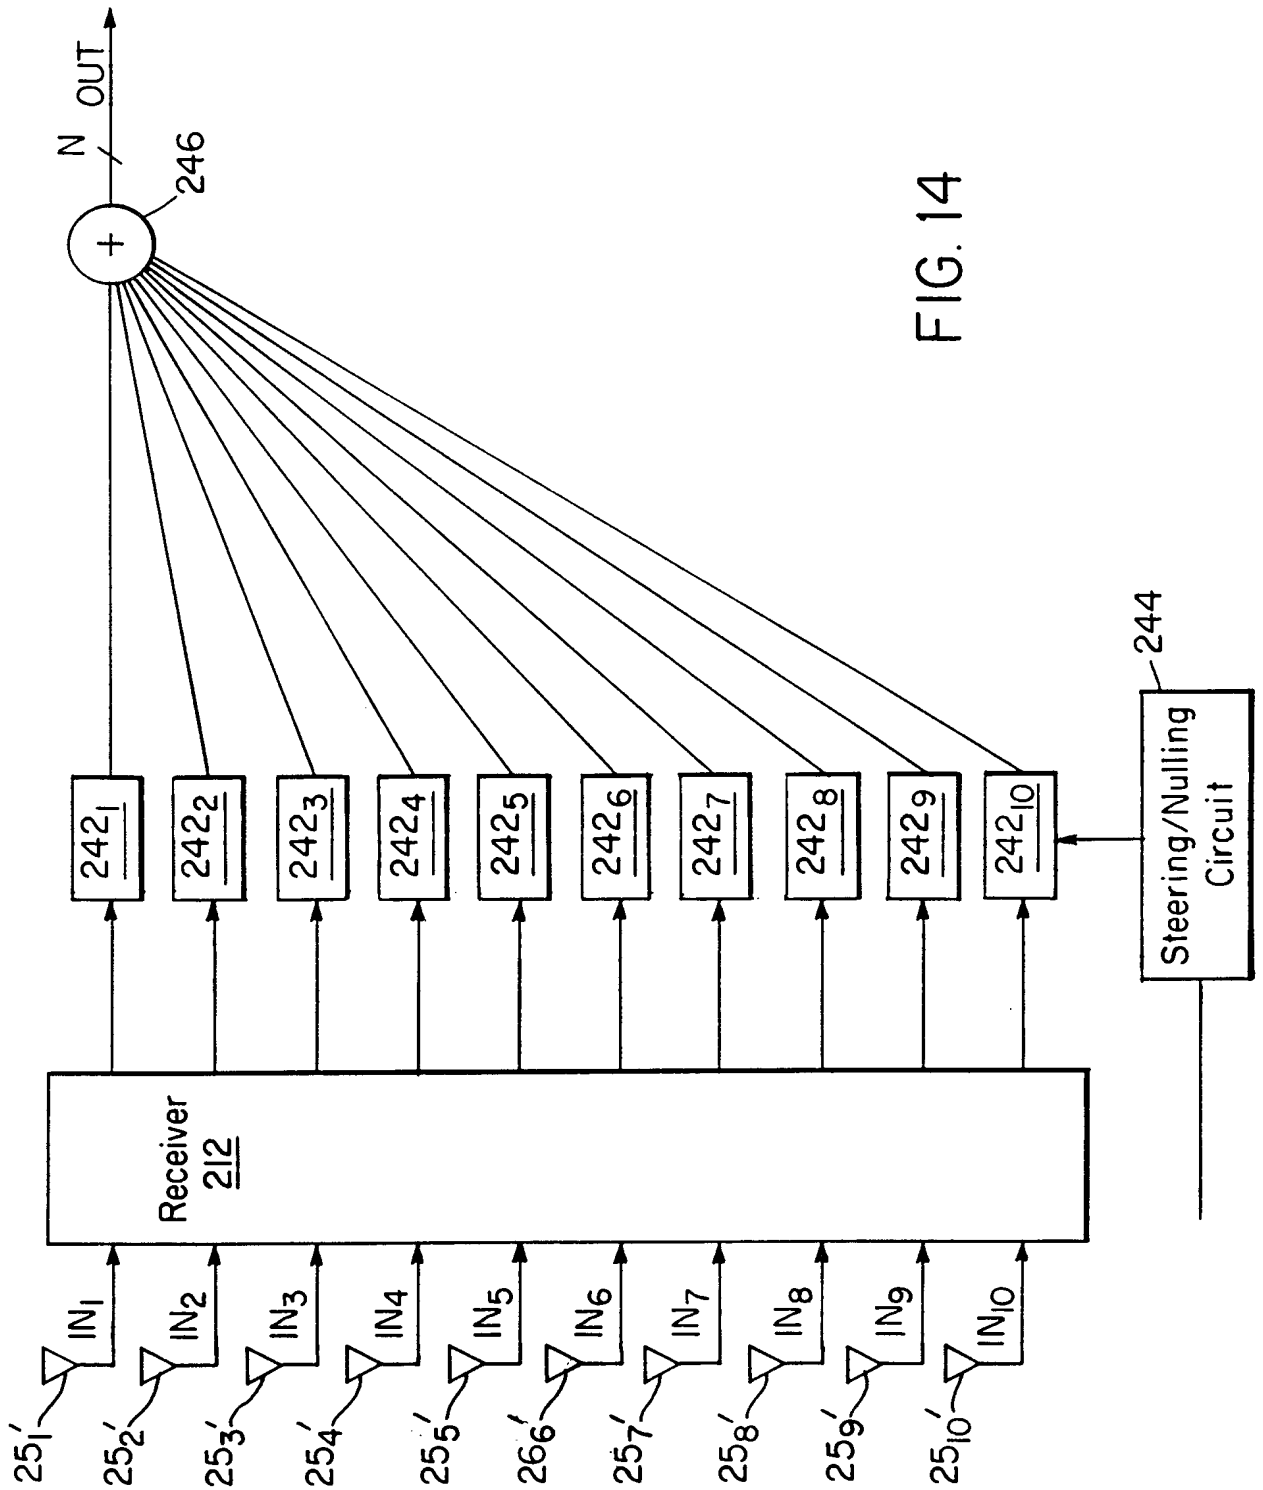 25₁'
25₂'
25₃'
25₄'
25₅'
26₆'
25₇'
25₈'
25₉'
25₁₀'
IN₁
IN₂
IN₃
IN₄
IN₅
IN₆
IN₇
IN₈
IN₉
IN₁₀
Receiver
212
242₁
242₂
242₃
242₄
242₅
242₆
242₇
242₈
242₉
242₁₀
Steering/Nulling
Circuit
244
246
N
OUT
FIG. 14